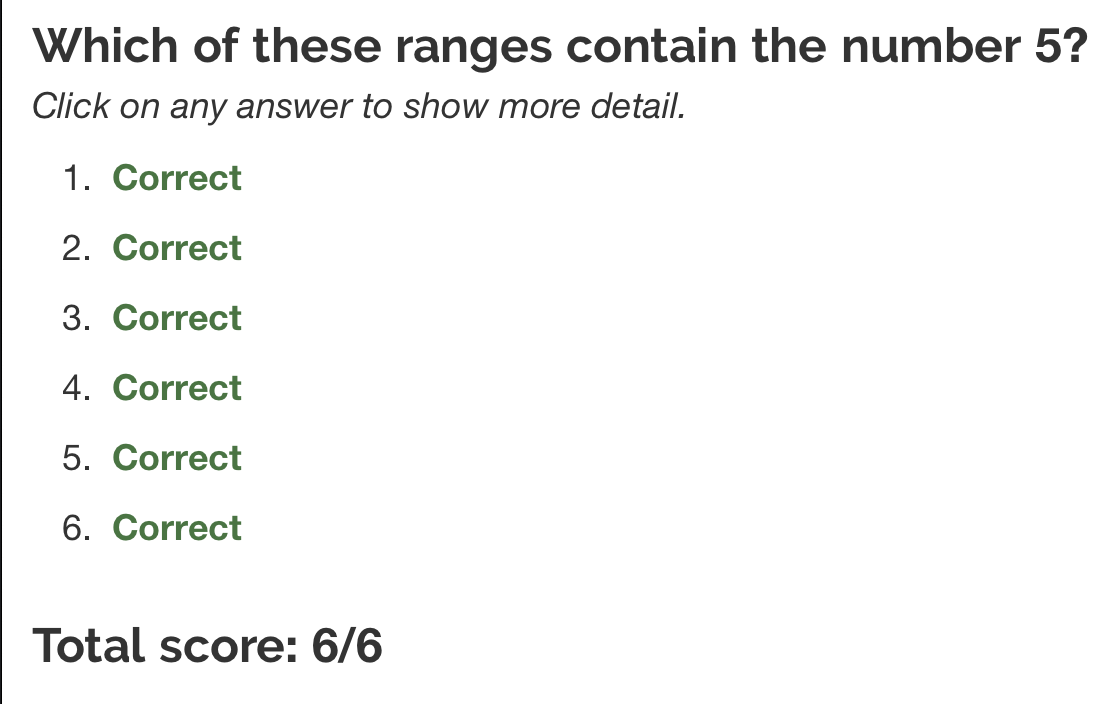 Which of these ranges contain the number 5?
Click on any answer to show more detail.
1. Correct
2. Correct
3. Correct
4. Correct
5. Correct
6. Correct
Total score: 6/6